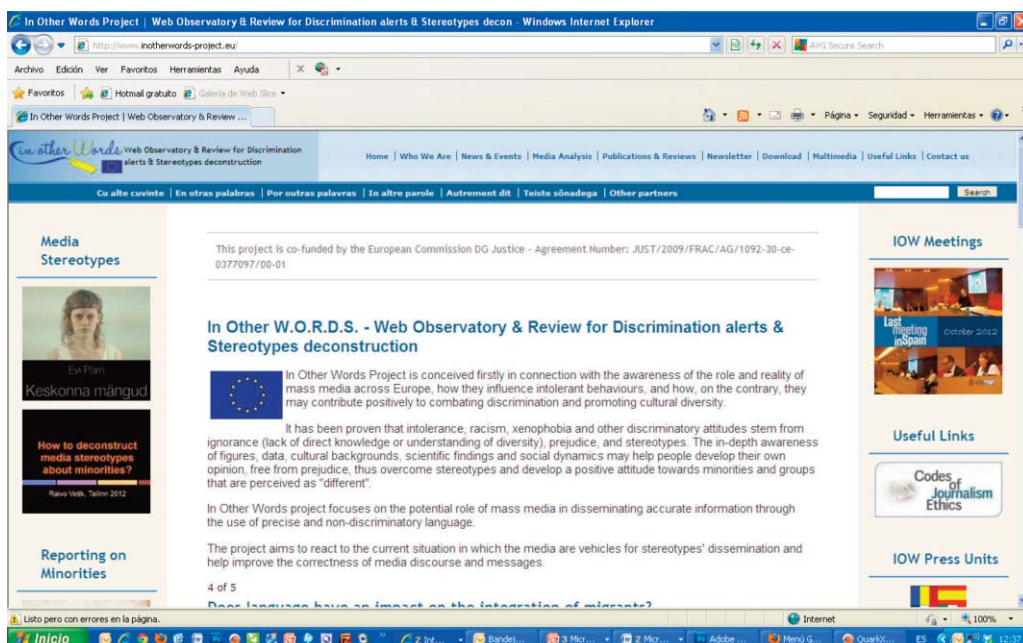 In Other Words Project | Web Observatory & Review for Discrimination alerts & Stereotypes decon - Windows Internet Explorer
http://www.inotherwords-project.eu/
AVG Secure Search
Archivo Edición Ver Favoritos Herramientas Ayuda
Favoritos Hotmail gratuito Galería de Web Slice
In Other Words Project | Web Observatory & Review ...
Página Seguridad Herramientas
in other Words Web Observatory & Review for Discrimination
alerts & Stereotypes deconstruction
Home | Who We Are | News & Events | Media Analysis | Publications & Reviews | Newsletter | Download | Multimedia | Useful Links | Contact us
Cu alte cuvinte | En otras palabras | Por outras palavras | In altre parole | Autrement dit | Teiste sõnadega | Other partners
Search
Media
Stereotypes
Evi Pärn
Keskonna mängud
How to deconstruct
media stereotypes
about minorities?
Raivo Vetik, Tallinn 2012
Reporting on
Minorities
This project is co-funded by the European Commission DG Justice - Agreement Number: JUST/2009/FRAC/AG/1092-30-ce-
0377097/00-01
In Other W.O.R.D.S. - Web Observatory & Review for Discrimination alerts &
Stereotypes deconstruction
In Other Words Project is conceived firstly in connection with the awareness of the role and reality of
mass media across Europe, how they influence intolerant behaviours, and how, on the contrary, they
may contribute positively to combating discrimination and promoting cultural diversity.
It has been proven that intolerance, racism, xenophobia and other discriminatory attitudes stem from
ignorance (lack of direct knowledge or understanding of diversity), prejudice, and stereotypes. The in-depth awareness
of figures, data, cultural backgrounds, scientific findings and social dynamics may help people develop their own
opinion, free from prejudice, thus overcome stereotypes and develop a positive attitude towards minorities and groups
that are perceived as "different".
In Other Words project focuses on the potential role of mass media in disseminating accurate information through
the use of precise and non-discriminatory language.
The project aims to react to the current situation in which the media are vehicles for stereotypes' dissemination and
help improve the correctness of media discourse and messages.
4 of 5
Does language have an impact on the integration of migrants?
IOW Meetings
Last
meeting
inSpain
October 2012
Useful Links
Codes
of
Journalism
Ethics
IOW Press Units
Listo pero con errores en la página.
Internet
100%
Inicio
2 Int...
Bandej...
3 Micr...
2 Micr...
Adobe ...
Menú G...
QuarkX...
ES
12:37